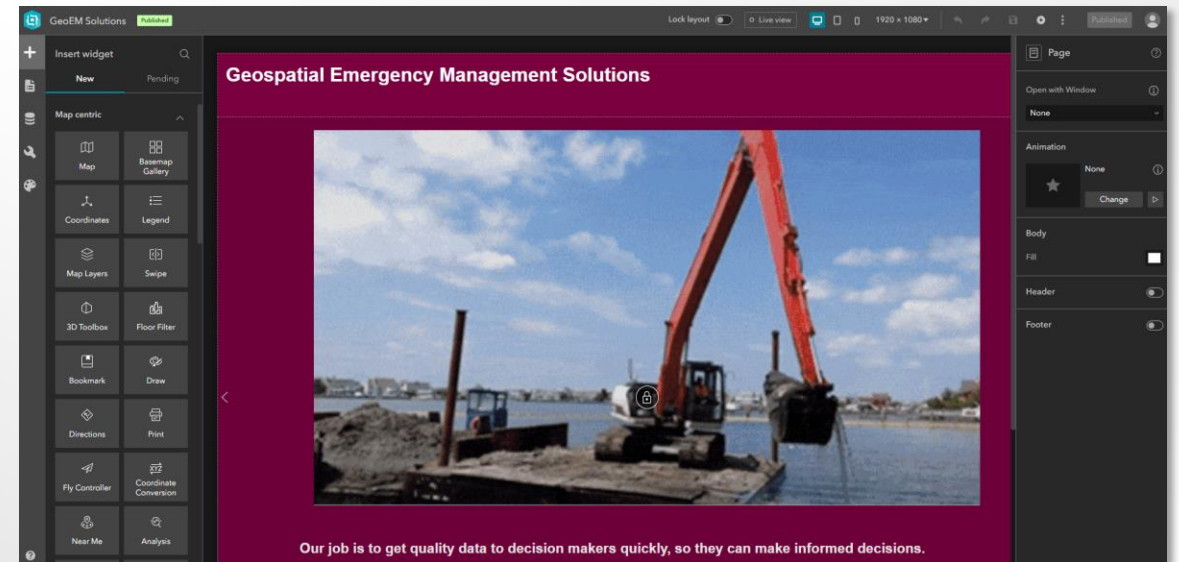 GeoEM Solutions Published
Lock layout Live view 1920 × 1080 Published
Insert widget
New Pending
Map centric
Map
Basemap
Gallery
Coordinates Legend
Map Layers Swipe
3D Toolbox Floor Filter
Bookmark Draw
Directions Print
Fly Controller
Coordinate
Conversion
Near Me Analysis
Geospatial Emergency Management Solutions
Our job is to get quality data to decision makers quickly, so they can make informed decisions.
Page
Open with Window
None
Animation
None
Change
Body
Fill
Header
Footer